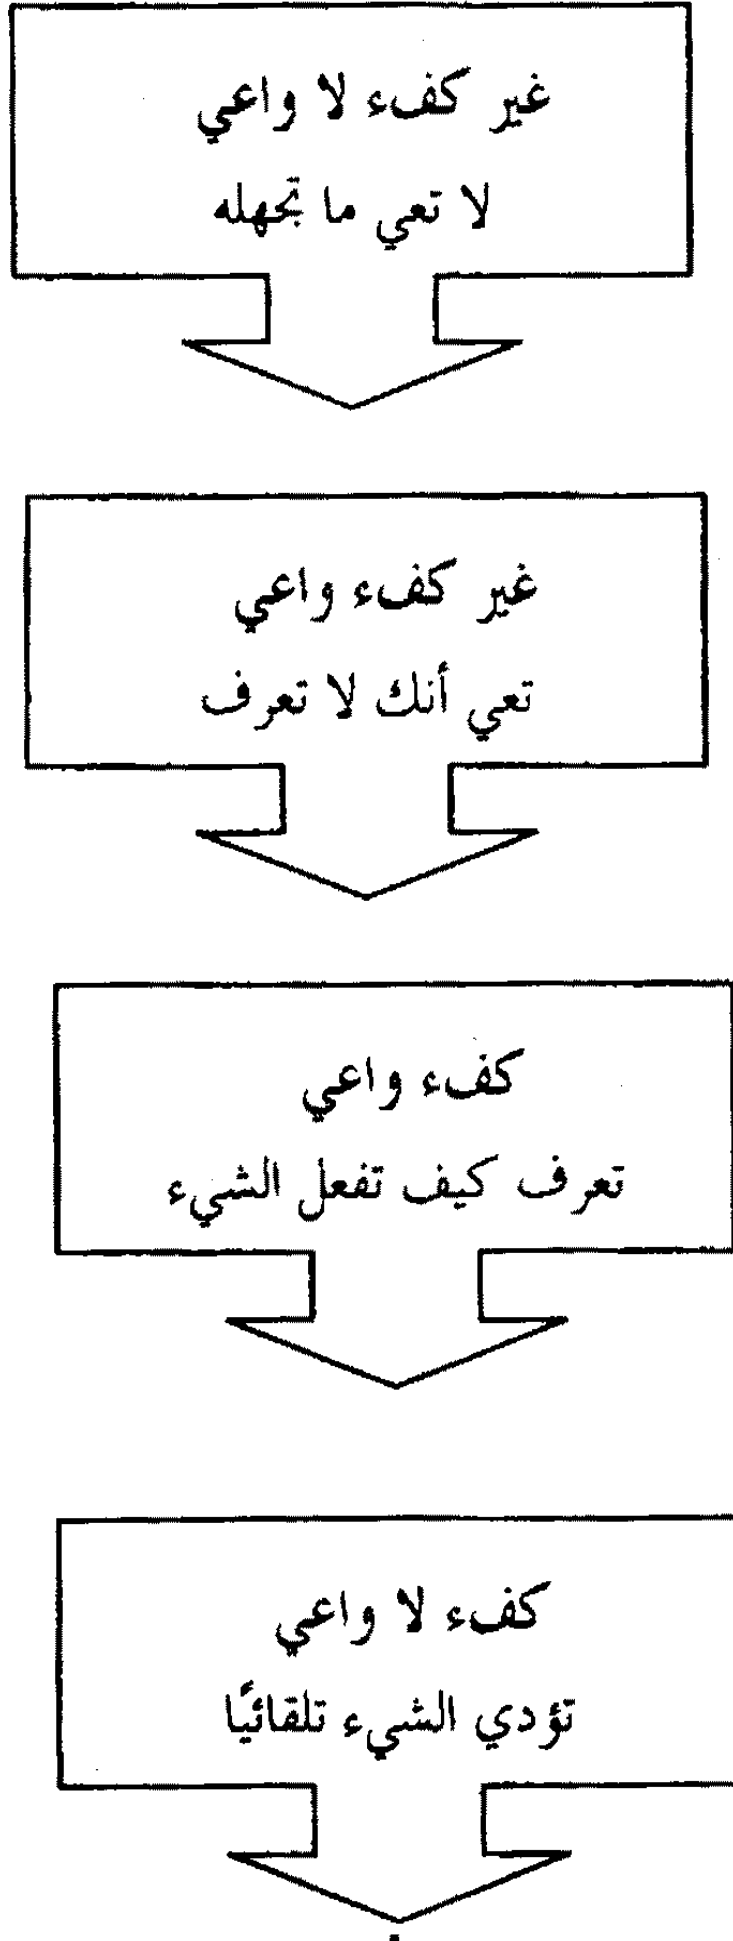 غير كفء لا واعي
لا تعي ما تجهله
غير كفء واعي
تعي أنك لا تعرف
كفء واعي
تعرف كيف تفعل الشيء
كفء لا واعي
تؤدي الشيء تلقائيًا